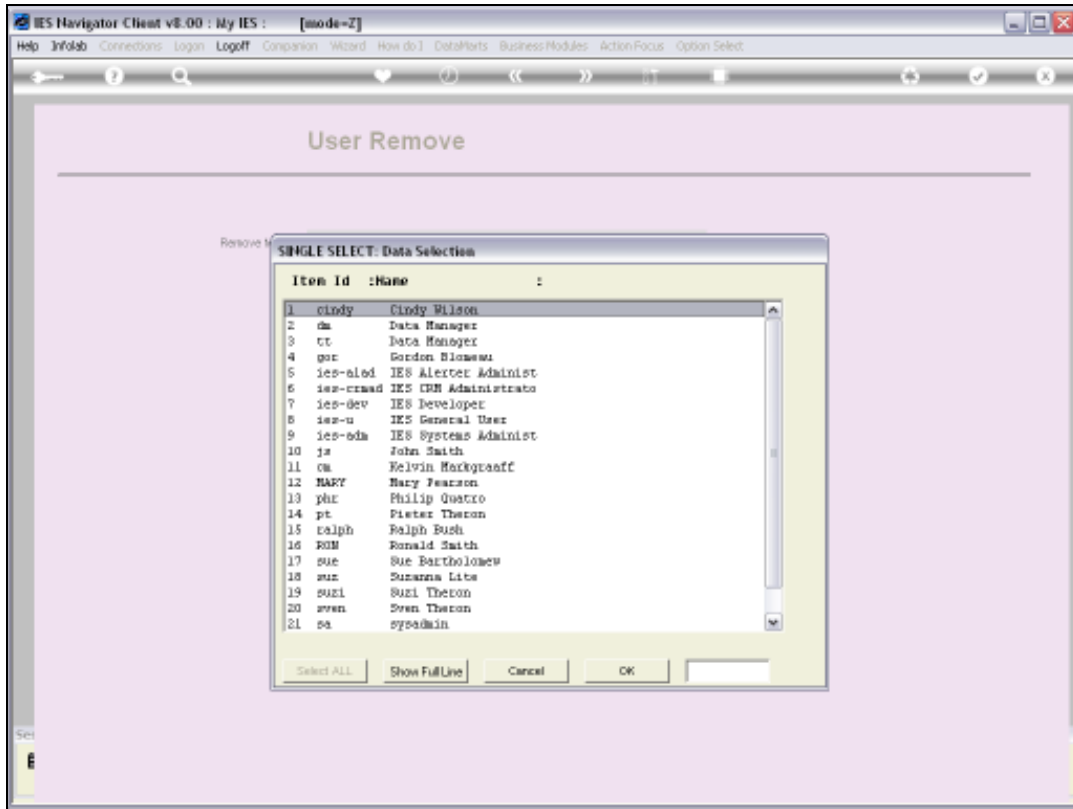 IES Navigator Client v8.00 : My IES : [mode=Z]
Help Infolab Connections Logon Logoff Companion Wizard How do I DataMarts Business Modules Action Focus Option Select
User Remove
Remove
SINGLE SELECT: Data Selection
Item Id :Name :
1 cindy Cindy Wilson
2 dm Data Manager
3 tt Data Manager
4 gor Gordon
5 ies-alad IES Alerter Administ
6 ies-crmad IES CRM Administrato
7 ies-dev IES Developer
8 ies-u IES General User
9 ies-adm IES Systems Administ
10 js John Smith
11 Kelvin Markgraaff
12 MARY Mary Pearson
13 phr Philip Quatro
14 pt Pieter Theron
15 ralph Ralph Bush
16 RON Ronald Smith
17 sue Sue Bartholomew
18 suz Suzanna Lite
19 suzi Suzi Theron
20 sven Sven Theron
21 sa sysadmin
Select ALL Show Full Line Cancel OK